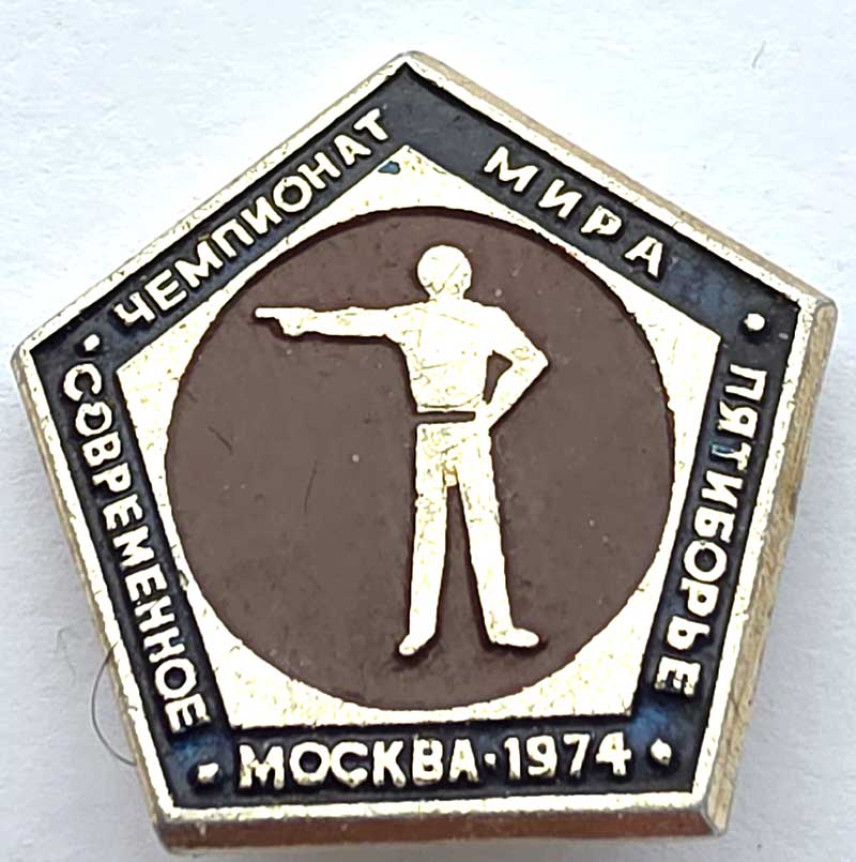 ЧЕМПИОНАТ
МИРА
СОВРЕМЕННОЕ
ПЯТИБОРЬЕ
МОСКВА·1974